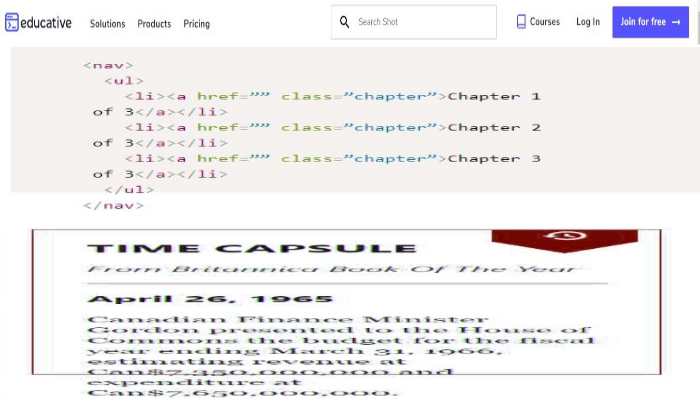 educative Solutions Products Pricing Search Shot Courses Log In Join for free →
<nav>
<ul>
<li><a href=”” class=”chapter”>Chapter 1
of 3</a></li>
<li><a href=”” class=”chapter”>Chapter 2
of 3</a></li>
<li><a href=”” class=”chapter”>Chapter 3
of 3</a></li>
</ul>
</nav>
TIME CAPSULE
From Britannica Book Of The Year
April 26, 1965
Canadian Finance Minister
Gordon presented to the House of
Commons the budget for the fiscal
year ending March 31, 1966,
estimating revenue at
Can$7,350,000,000 and
expenditure at
Can$7,650,000,000.